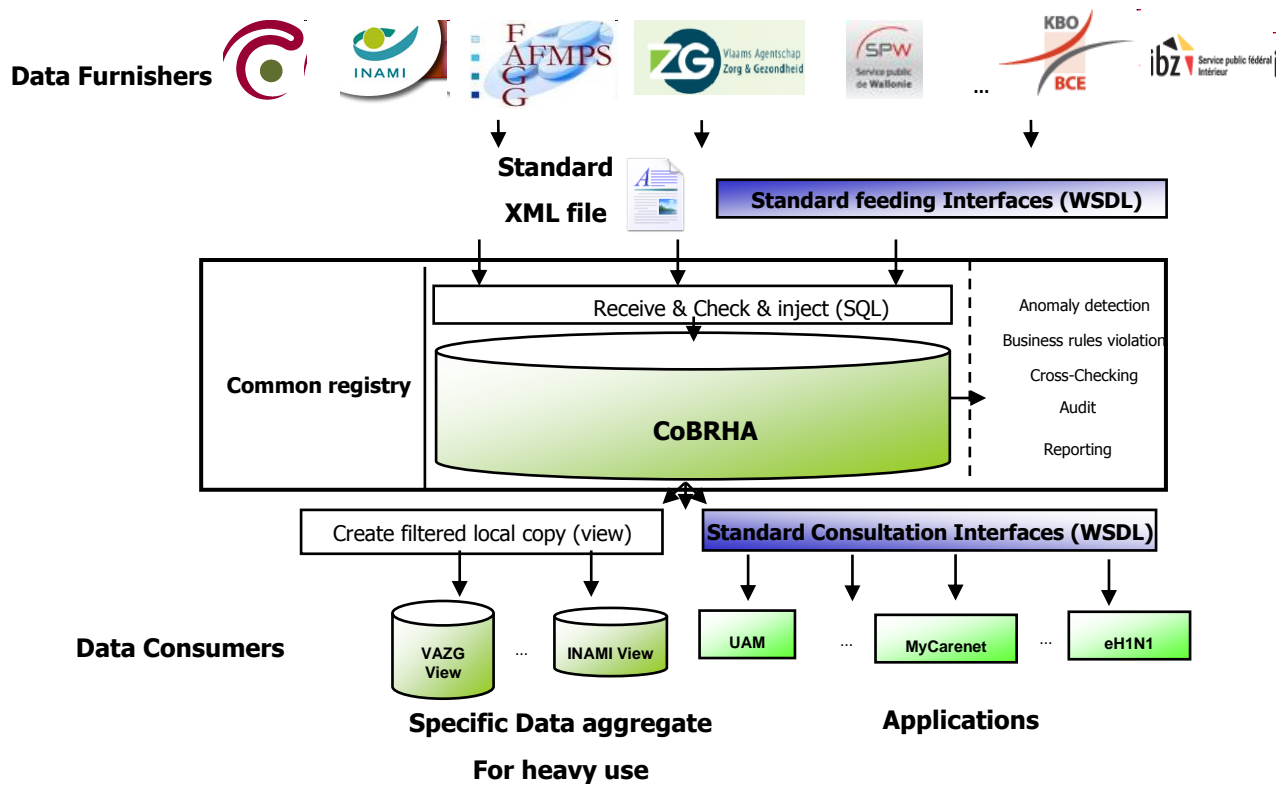 Data Furnishers
INAMI
F
AFMPS
G
G
ZG
Vlaams Agentschap
Zorg & Gezondheid
SPW
Service public
de Wallonie
...
KBO
BCE
ibz
Service public fédéral
Intérieur
Standard
XML file
A
Standard feeding Interfaces (WSDL)
Receive & Check & inject (SQL)
Common registry
CoBRHA
Anomaly detection
Business rules violation
Cross-Checking
Audit
Reporting
Create filtered local copy (view)
Standard Consultation Interfaces (WSDL)
Data Consumers
VAZG
View
...
INAMI View
UAM
...
MyCarenet
...
eH1N1
Specific Data aggregate
For heavy use
Applications